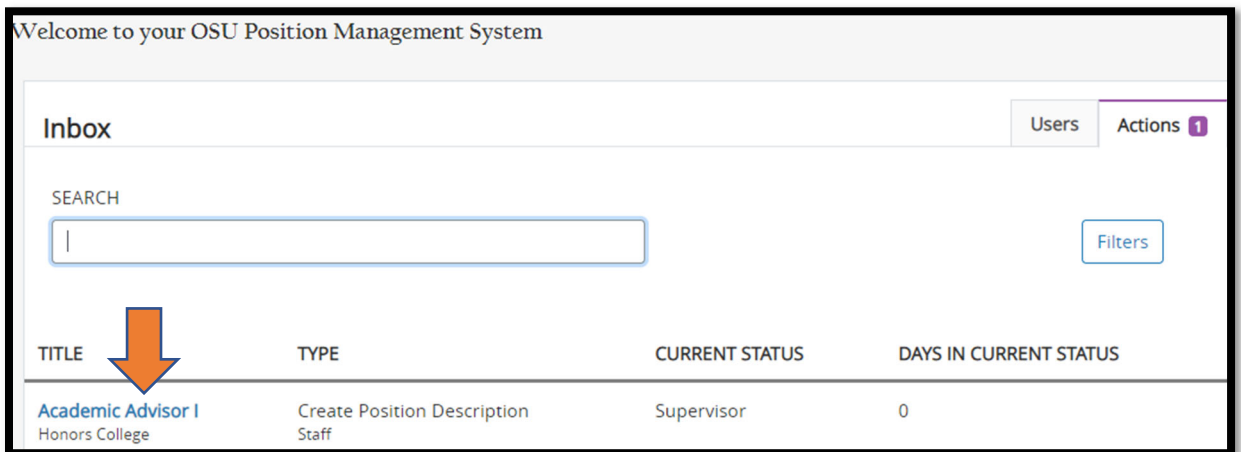 Welcome to your OSU Position Management System
Inbox
Users
Actions 1
SEARCH
Filters
TITLE TYPE CURRENT STATUS DAYS IN CURRENT STATUS
Academic Advisor I Create Position Description Supervisor 0
Honors College Staff